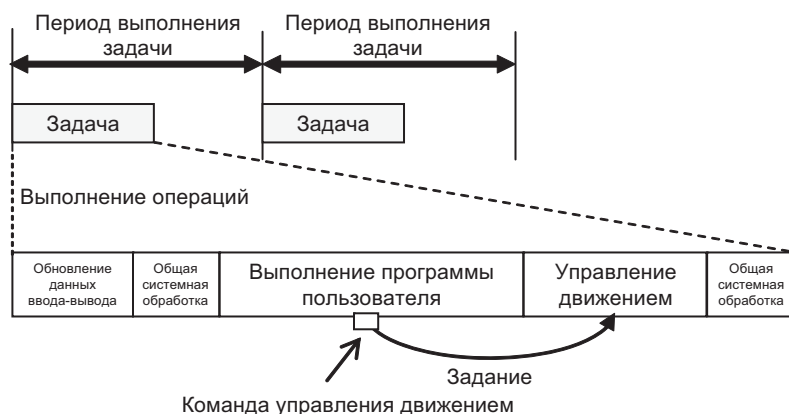 Период выполнения
задачи
Период выполнения
задачи
Задача
Задача
Выполнение операций
Обновление
данных
ввода-вывода
Общая
системная
обработка
Выполнение программы
пользователя
Управление
движением
Общая
системная
обработка
Задание
Команда управления движением